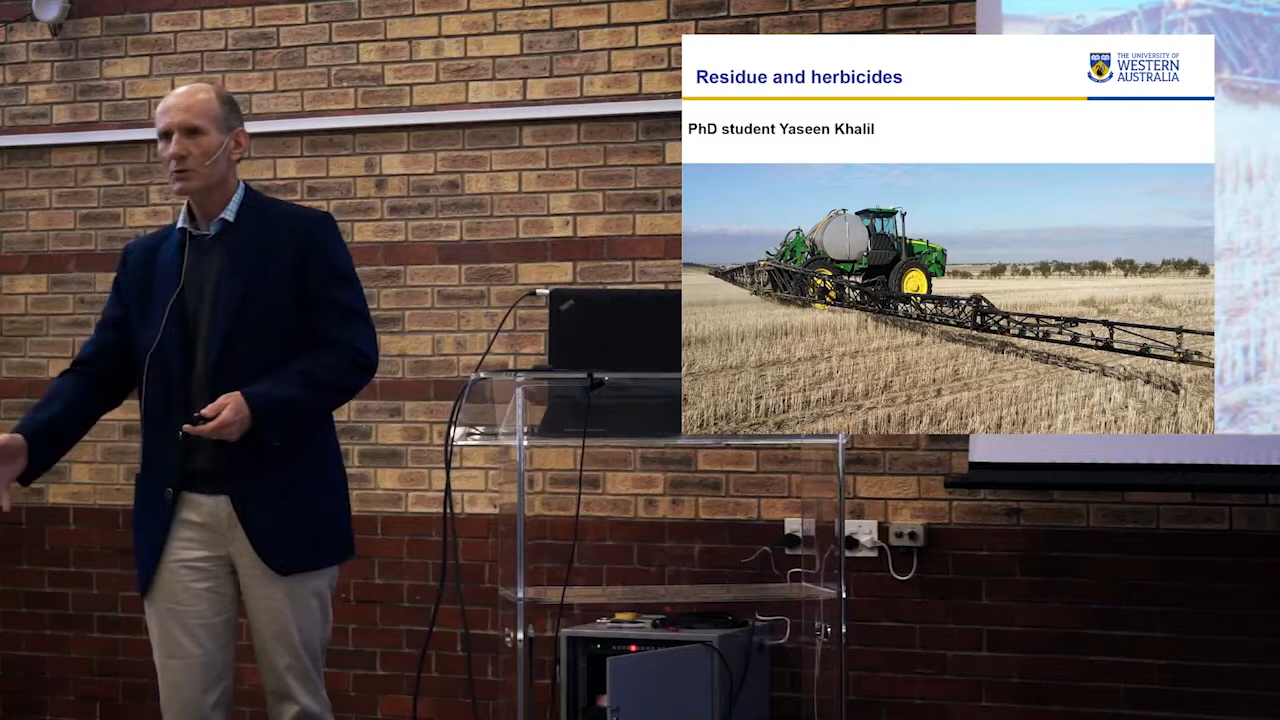 Residue and herbicides
THE UNIVERSITY OF
WESTERN
AUSTRALIA
PhD student Yaseen Khalil